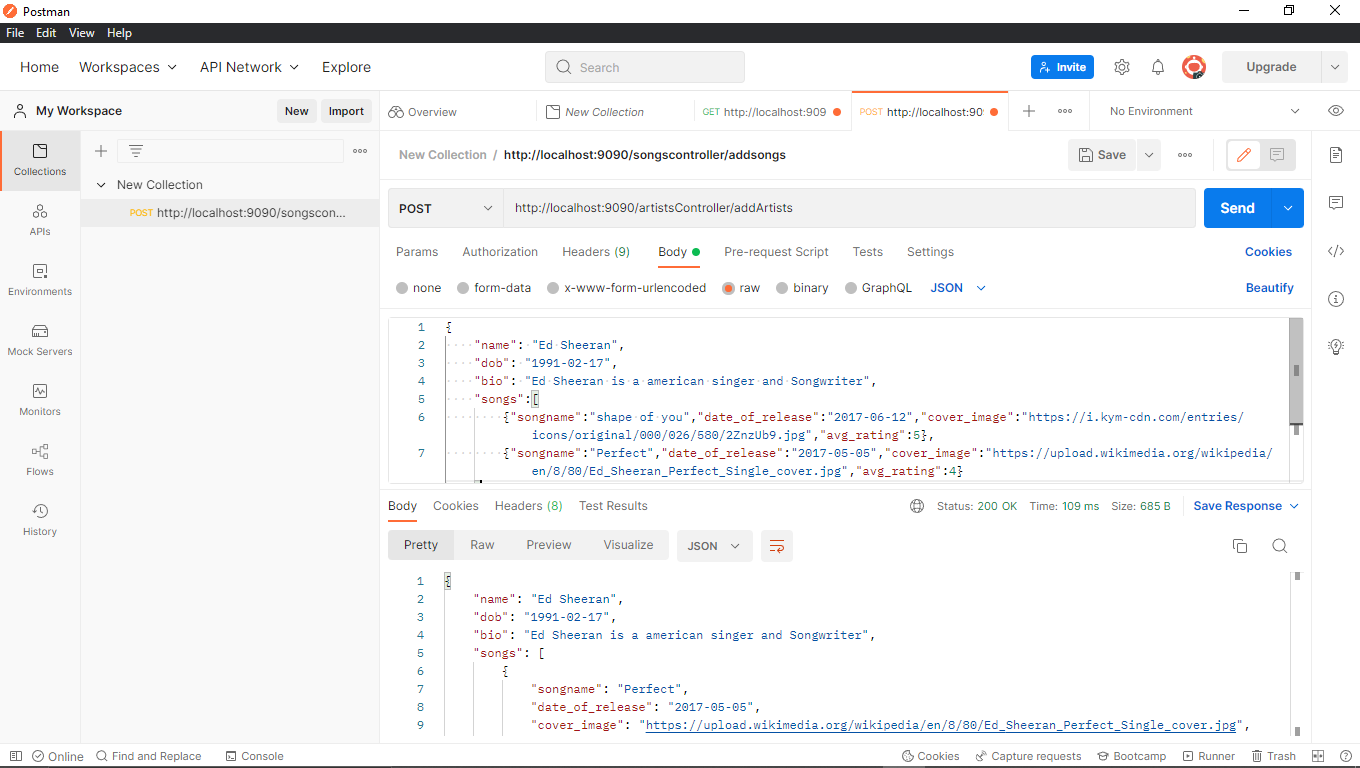 Postman
File Edit View Help
Home Workspaces API Network Explore Search Invite Upgrade
My Workspace New Import Overview New Collection GET http://localhost:909 POST http://localhost:90 No Environment
Collections
APIs
Environments
Mock Servers
Monitors
Flows
History
New Collection
POST http://localhost:9090/songscon...
New Collection / http://localhost:9090/songscontroller/addsongs Save
POST http://localhost:9090/artistsController/addArtists Send
Params Authorization Headers (9) Body Pre-request Script Tests Settings Cookies
none form-data x-www-form-urlencoded raw binary GraphQL JSON Beautify
1 {
2 "name": "Ed Sheeran",
3 "dob": "1991-02-17",
4 "bio": "Ed Sheeran is a american singer and Songwriter",
5 "songs":[
6 {"songname":"shape of you","date_of_release":"2017-06-12","cover_image":"https://i.kym-cdn.com/entries/
icons/original/000/026/580/2ZnzUb9.jpg","avg_rating":5},
7 {"songname":"Perfect","date_of_release":"2017-05-05","cover_image":"https://upload.wikimedia.org/wikipedia/
en/8/80/Ed_Sheeran_Perfect_Single_cover.jpg","avg_rating":4}
Body Cookies Headers (8) Test Results Status: 200 OK Time: 109 ms Size: 685 B Save Response
Pretty Raw Preview Visualize JSON
1 {
2 "name": "Ed Sheeran",
3 "dob": "1991-02-17",
4 "bio": "Ed Sheeran is a american singer and Songwriter",
5 "songs": [
6 {
7 "songname": "Perfect",
8 "date_of_release": "2017-05-05",
9 "cover_image": "https://upload.wikimedia.org/wikipedia/en/8/80/Ed_Sheeran_Perfect_Single_cover.jpg",
Online Find and Replace Console Cookies Capture requests Bootcamp Runner Trash